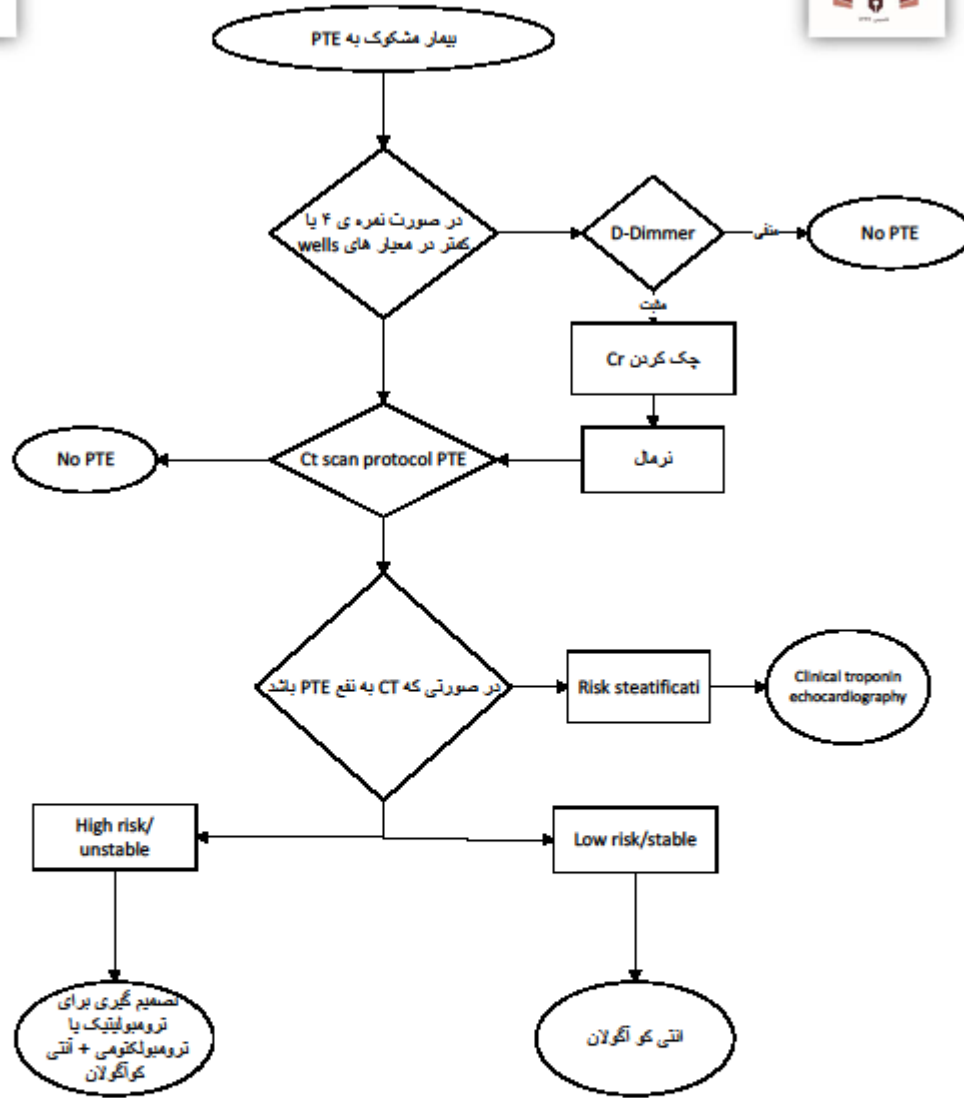 بیمار مشکوک به PTE
در صورت نمره ی ۴ یا
کمتر در معیار های wells
D-Dimmer
منفی
No PTE
مثبت
چک کردن Cr
نرمال
Ct scan protocol PTE
No PTE
در صورتی که CT به نفع PTE باشد
Risk steatificati
Clinical troponin
echocardiography
High risk/
unstable
Low risk/stable
تصمیم گیری برای
ترومبولیتیک یا
ترومبولکتومی + آنتی
کوآگولان
انتی کو آگولان